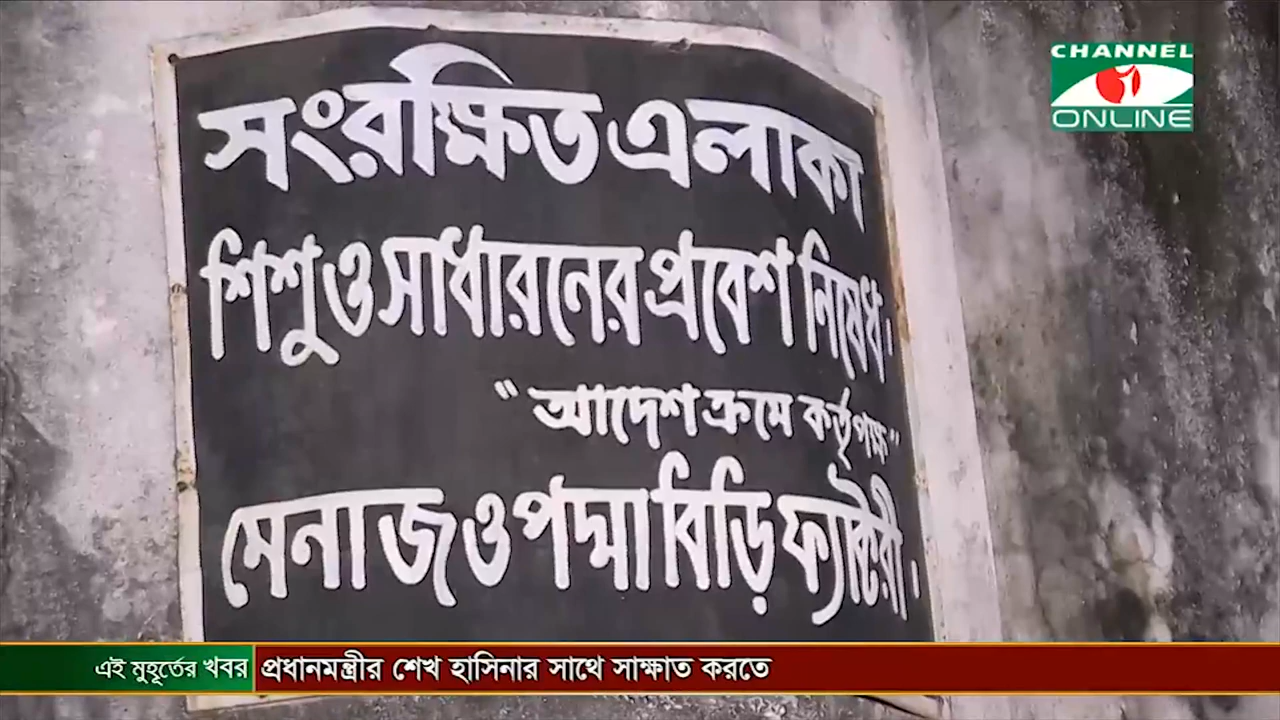 CHANNEL
ONLINE
সংরক্ষিত এলাকা
শিশু ও সাধারনের প্রবেশ নিষেধ।
"আদেশ ক্রমে কর্তৃপক্ষ"
মেনাজ ও পদ্মা বিড়ি ফ্যাক্টরী।
এই মুহূর্তের খবর
প্রধানমন্ত্রীর শেখ হাসিনার সাথে সাক্ষাত করতে